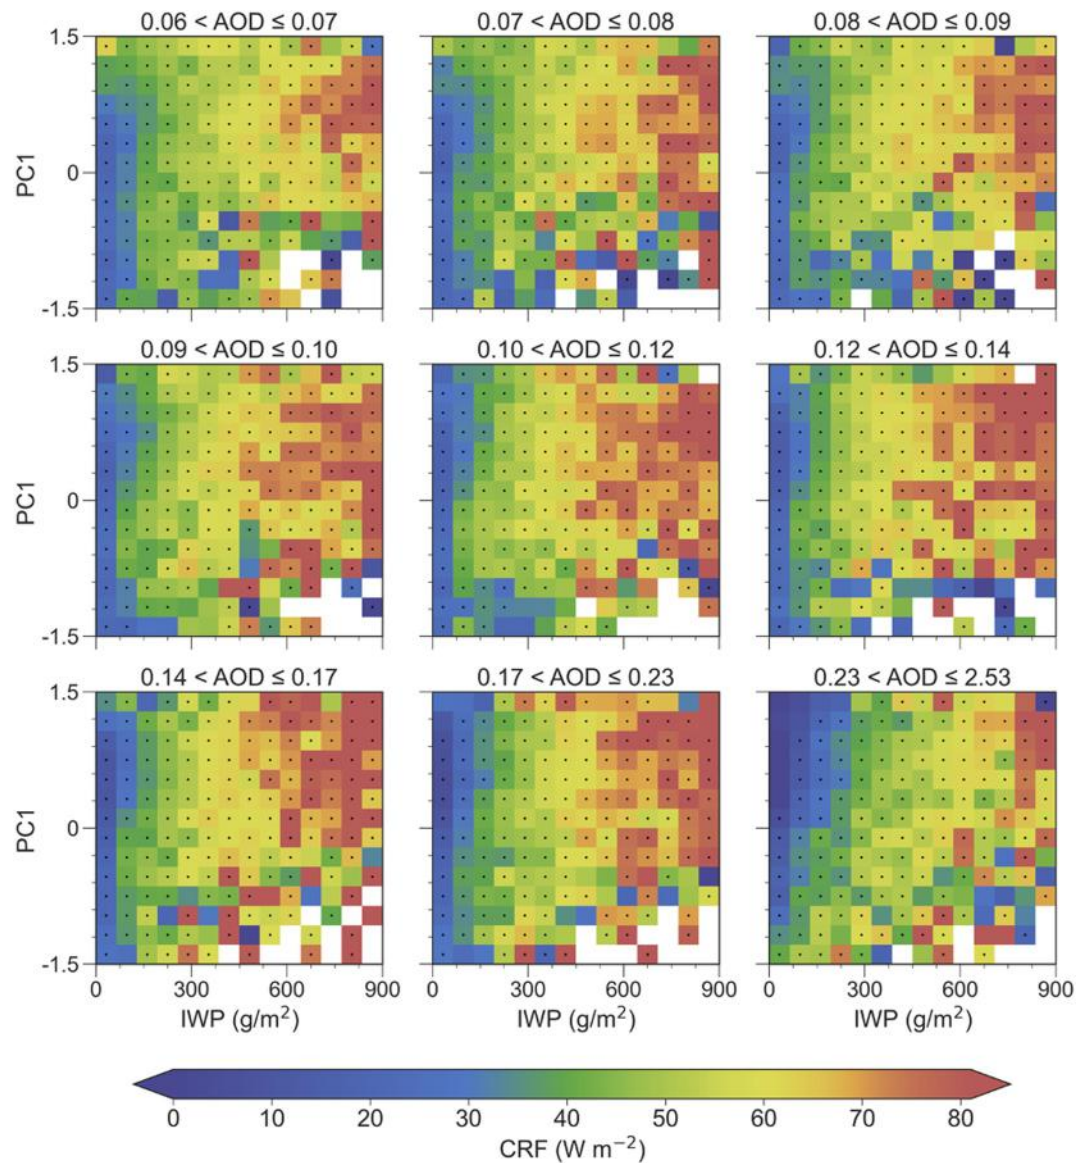 0.06 < AOD ≤ 0.07
0.07 < AOD ≤ 0.08
0.08 < AOD ≤ 0.09
1.5
PC1
0
-1.5
0.09 < AOD ≤ 0.10
0.10 < AOD ≤ 0.12
0.12 < AOD ≤ 0.14
1.5
PC1
0
-1.5
0.14 < AOD ≤ 0.17
0.17 < AOD ≤ 0.23
0.23 < AOD ≤ 2.53
1.5
PC1
0
-1.5
0 300 600 900
0 300 600 900
0 300 600 900
IWP (g/m²)
IWP (g/m²)
IWP (g/m²)
0 10 20 30 40 50 60 70 80
CRF (W m⁻²)